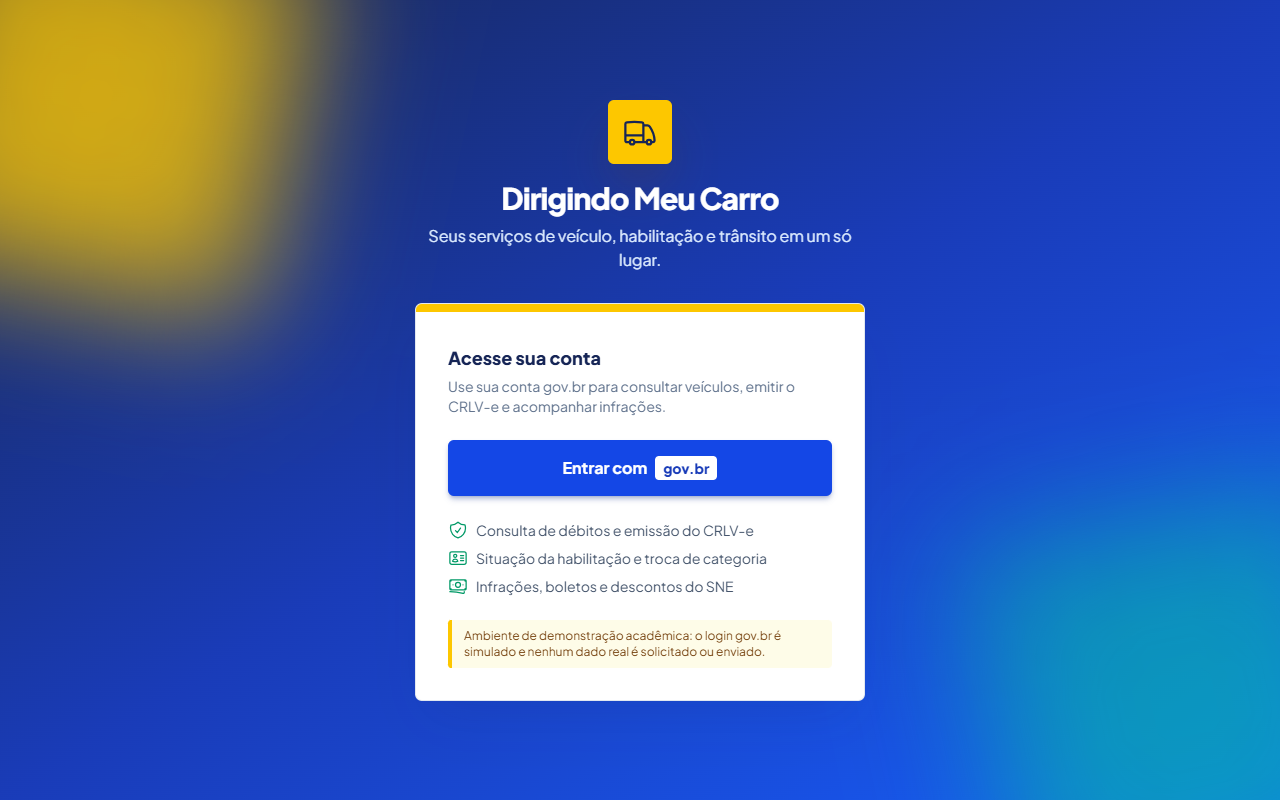 Dirigindo Meu Carro
Seus serviços de veículo, habilitação e trânsito em um só
lugar.
Acesse sua conta
Use sua conta gov.br para consultar veículos, emitir o
CRLV-e e acompanhar infrações.
Entrar com gov.br
Consulta de débitos e emissão do CRLV-e
Situação da habilitação e troca de categoria
Infrações, boletos e descontos do SNE
Ambiente de demonstração acadêmica: o login gov.br é
simulado e nenhum dado real é solicitado ou enviado.